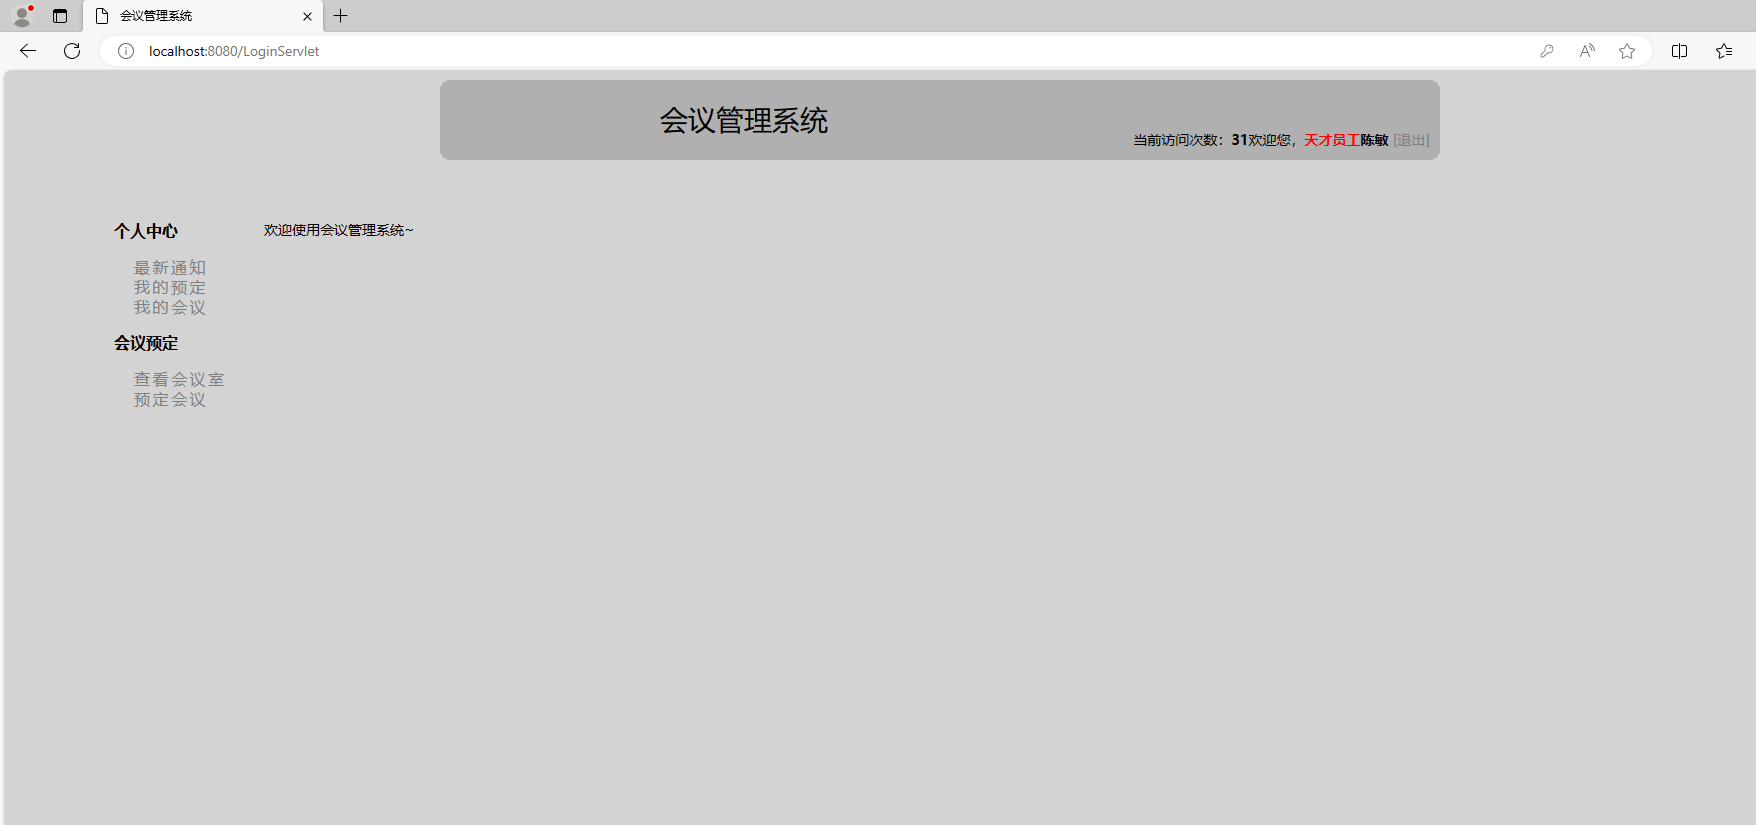 会议管理系统
localhost:8080/LoginServlet
会议管理系统
当前访问次数：31欢迎您，天才员工陈敏 [退出]
个人中心
欢迎使用会议管理系统~
最新通知
我的预定
我的会议
会议预定
查看会议室
预定会议